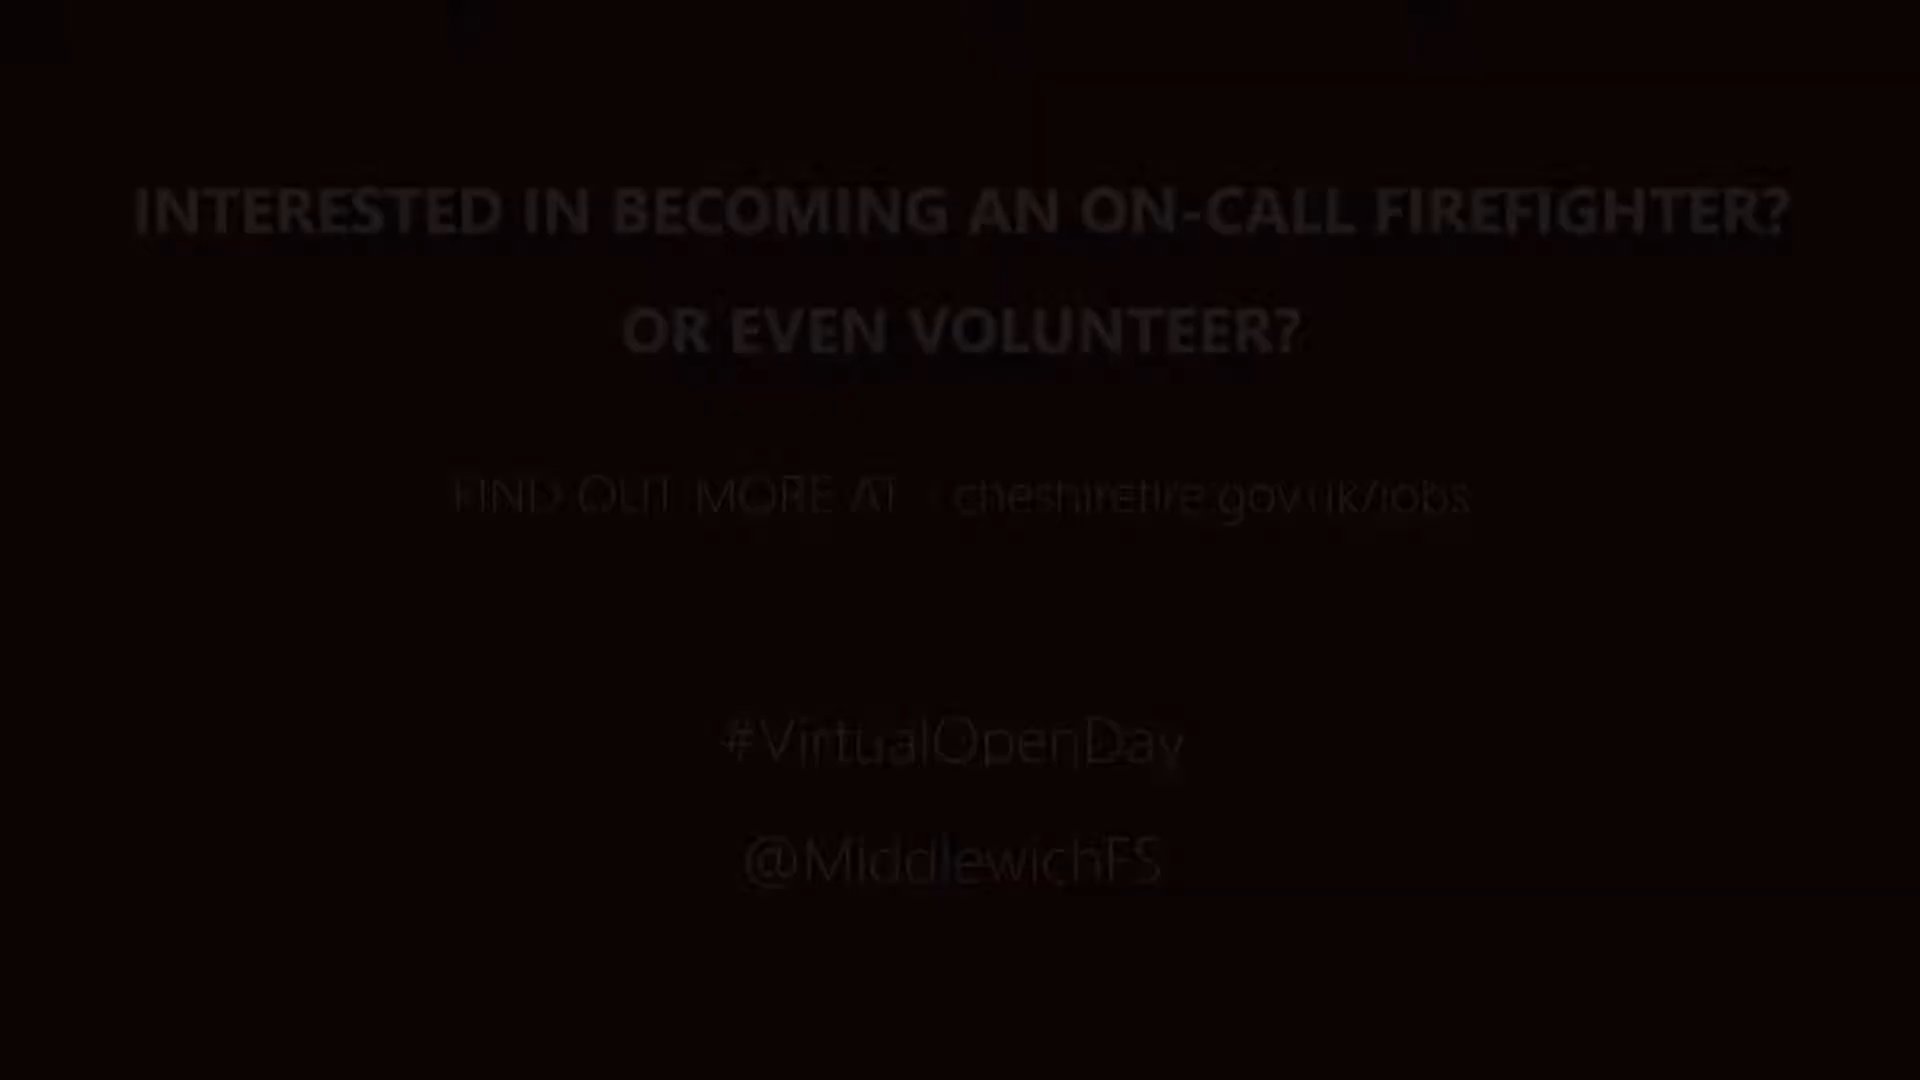 INTERESTED IN BECOMING AN ON-CALL FIREFIGHTER?
OR EVEN VOLUNTEER?
FIND OUT MORE AT : cheshirefire.gov.uk/jobs
#VirtualOpenDay
@MiddlewichFS